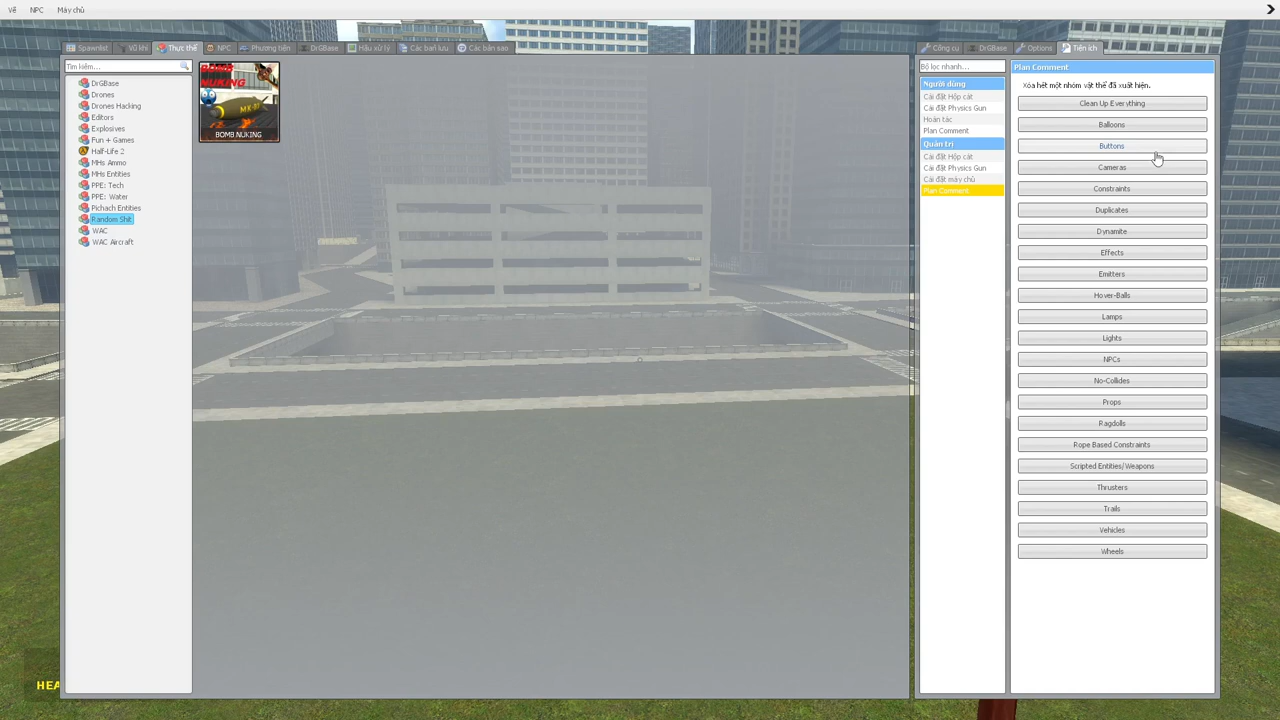 Vẽ
NPC
Máy chủ
Spawnlist
Vũ khí
Thực thể
NPC
Phương tiện
DrGBase
Hậu xử lý
Các bản lưu
Các bản sao
Công cụ
DrGBase
Options
Tiện ích
Tìm kiếm...
DrGBase
Drones
Drones Hacking
Editors
Explosives
Fun + Games
Half-Life 2
MHs Ammo
MHs Entities
PPE: Tech
PPE: Water
Pichach Entities
Random Shit
WAC
WAC Aircraft
BOMB
NUKING
MK-82
BOMB NUKING
Bộ lọc nhanh...
Người dùng
Cài đặt Hộp cát
Cài đặt Physics Gun
Hoàn tác
Plan Comment
Quản trị
Cài đặt Hộp cát
Cài đặt Physics Gun
Cài đặt máy chủ
Plan Comment
Plan Comment
Xóa hết một nhóm vật thể đã xuất hiện.
Clean Up Everything
Balloons
Buttons
Cameras
Constraints
Duplicates
Dynamite
Effects
Emitters
Hover-Balls
Lamps
Lights
NPCs
No-Collides
Props
Ragdolls
Rope Based Constraints
Scripted Entities/Weapons
Thrusters
Trails
Vehicles
Wheels
HEA